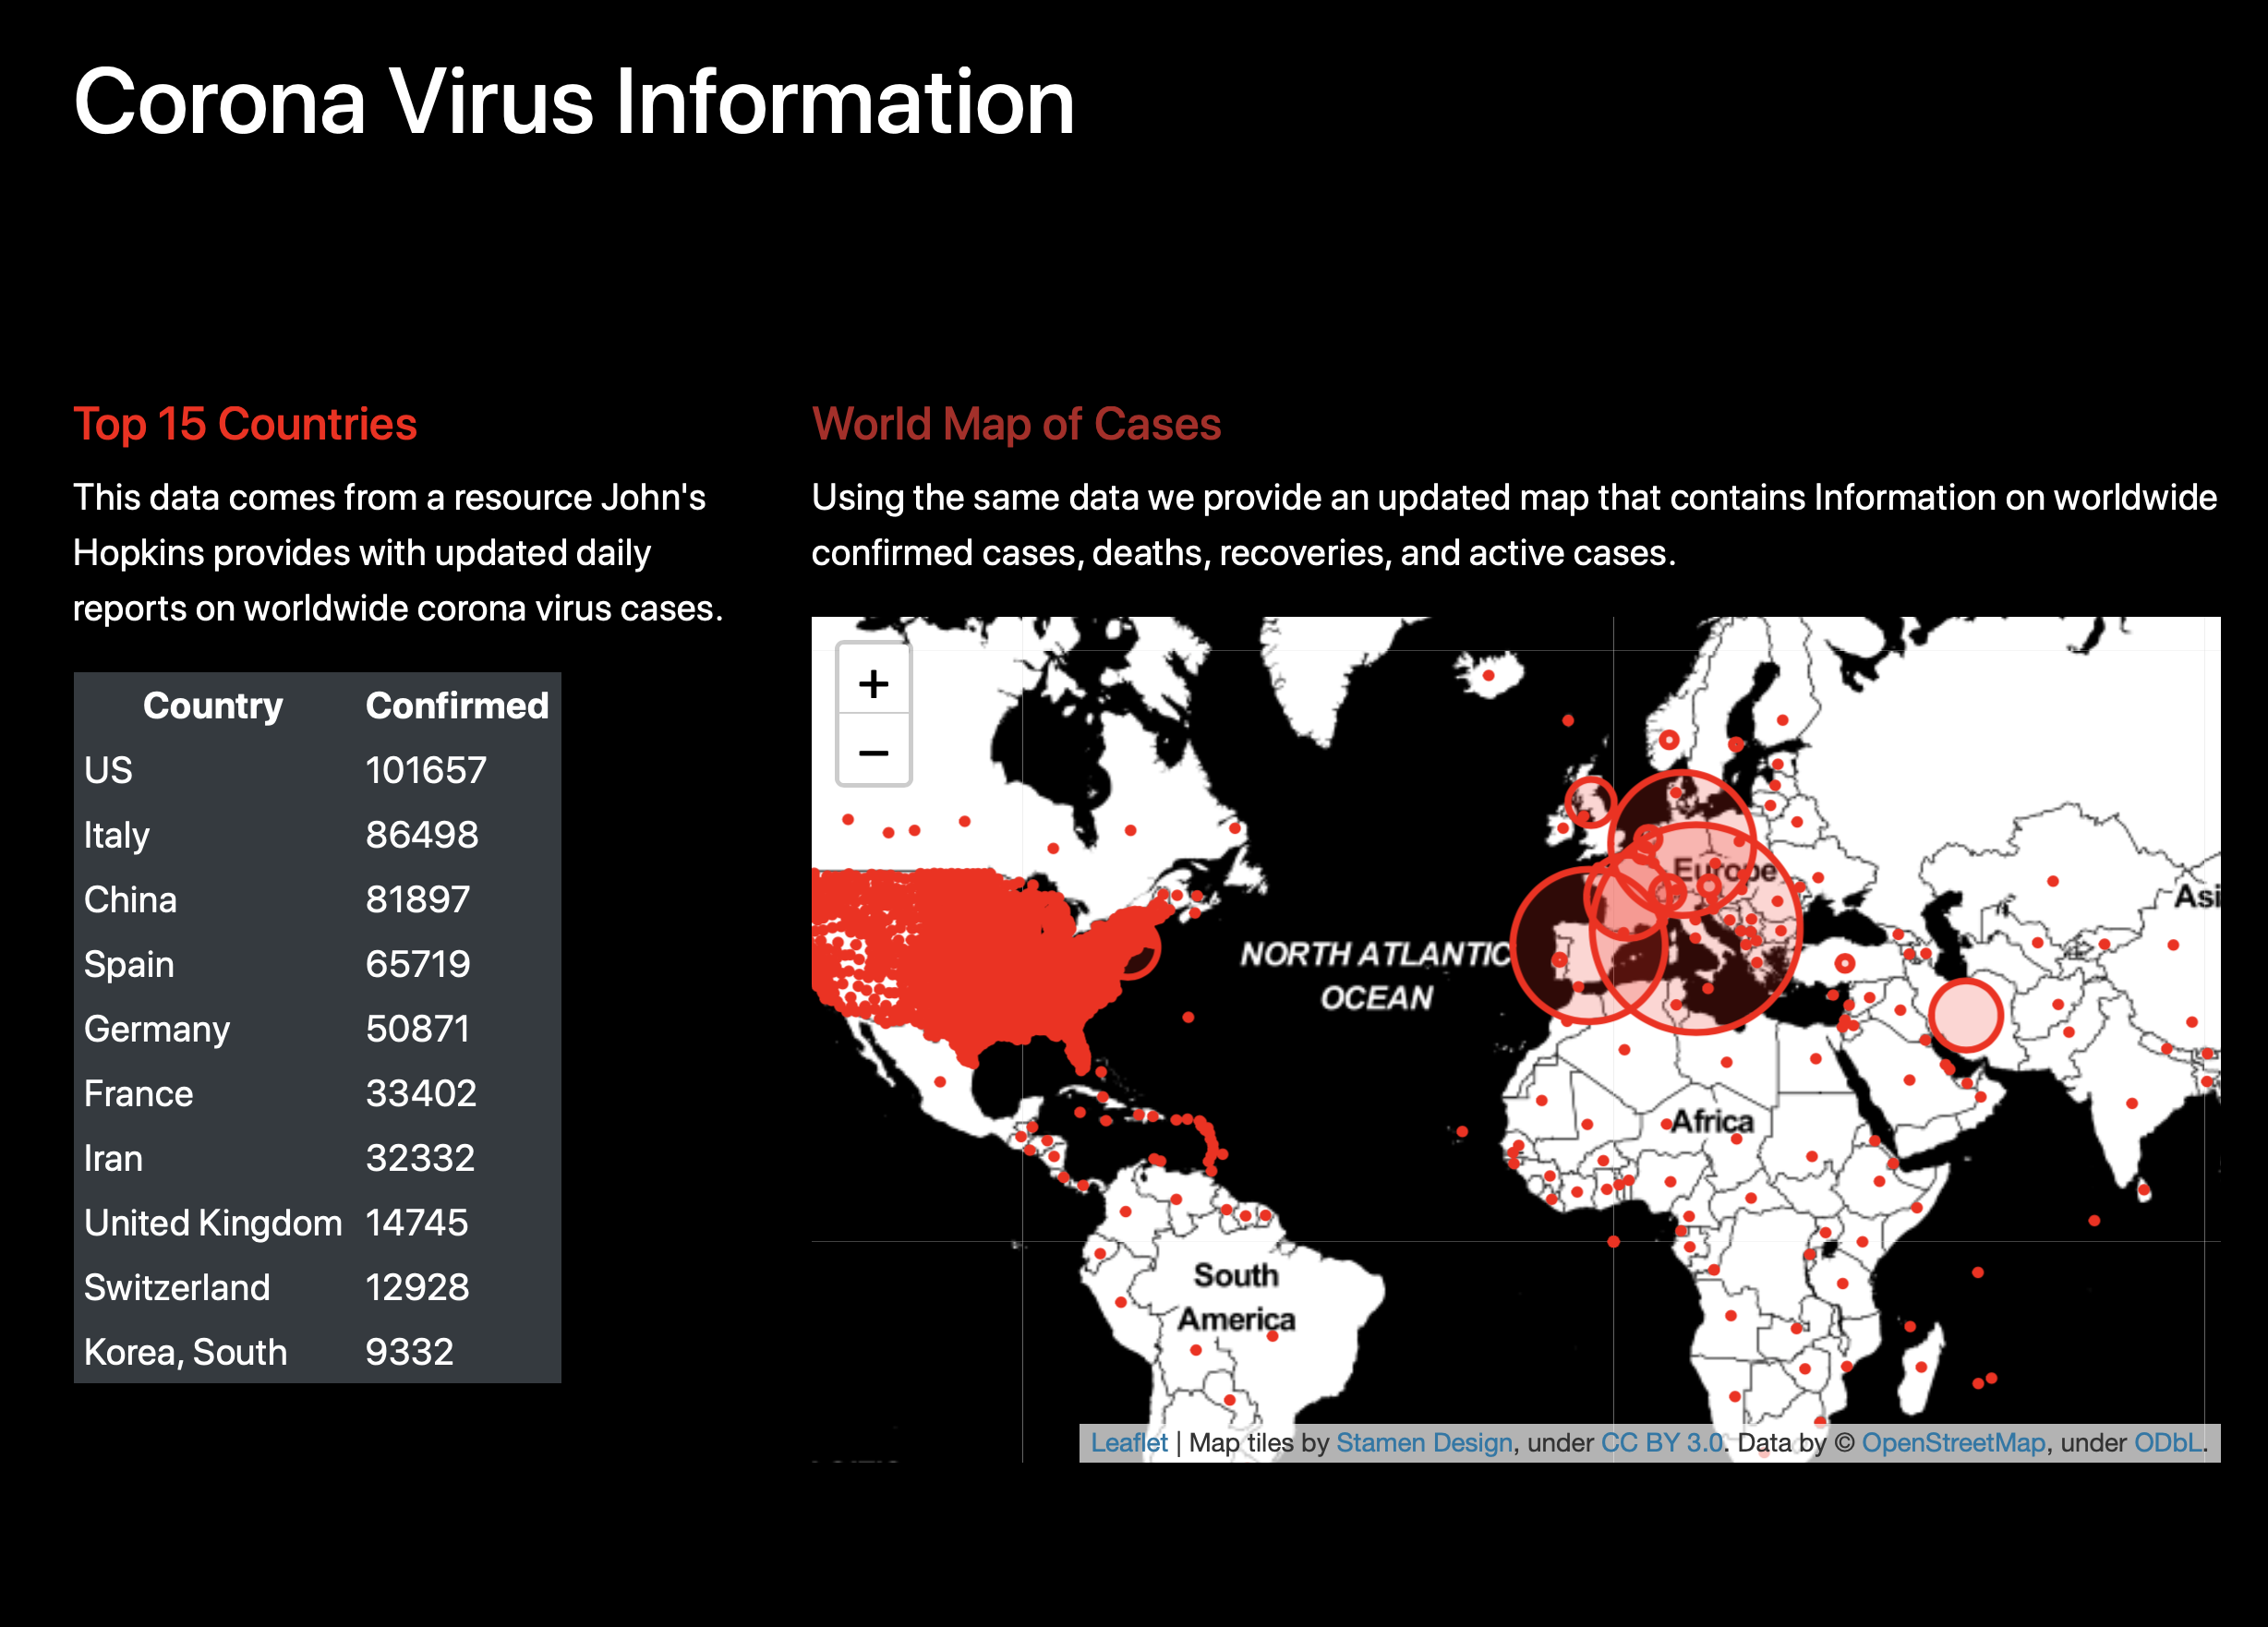 Corona Virus Information
Top 15 Countries
This data comes from a resource John's
Hopkins provides with updated daily
reports on worldwide corona virus cases.
Country Confirmed
US 101657
Italy 86498
China 81897
Spain 65719
Germany 50871
France 33402
Iran 32332
United Kingdom 14745
Switzerland 12928
Korea, South 9332
World Map of Cases
Using the same data we provide an updated map that contains Information on worldwide
confirmed cases, deaths, recoveries, and active cases.
+
−
Europe
Asi
NORTH ATLANTIC
OCEAN
Africa
South
America
Leaflet | Map tiles by Stamen Design, under CC BY 3.0. Data by © OpenStreetMap, under ODbL.